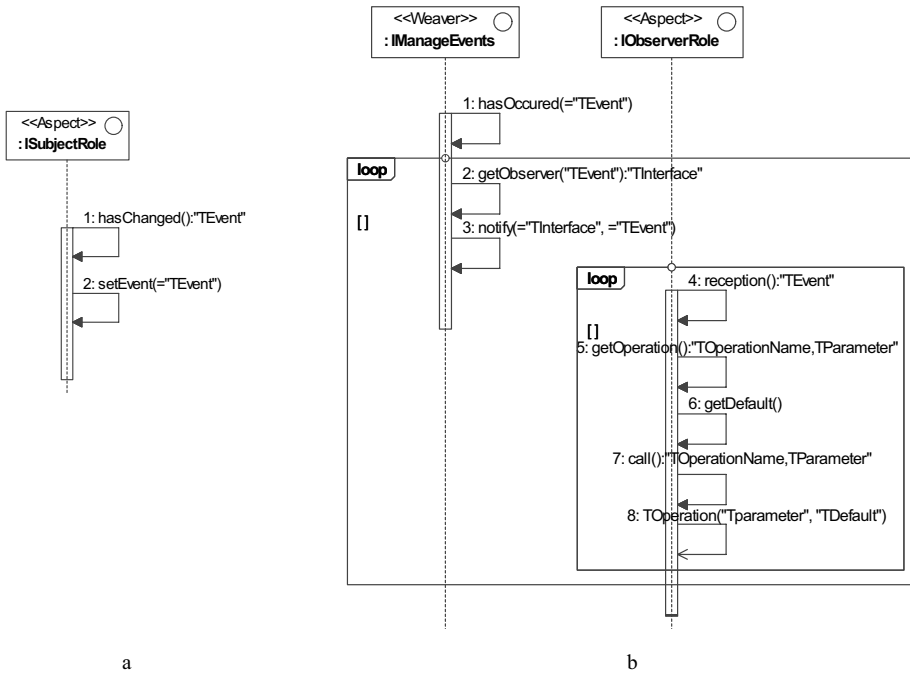 <<Aspect>>
: ISubjectRole
1: hasChanged():"TEvent"
2: setEvent(="TEvent")
a
<<Weaver>>
: IManageEvents
<<Aspect>>
: IObserverRole
1: hasOccured(="TEvent")
loop
2: getObserver("TEvent"):"TInterface"
[ ]
3: notify(="TInterface", ="TEvent")
loop
4: reception():"TEvent"
[ ]
5: getOperation():"TOperationName,TParameter"
6: getDefault()
7: call():"TOperationName,TParameter"
8: TOperation("Tparameter", "TDefault")
b